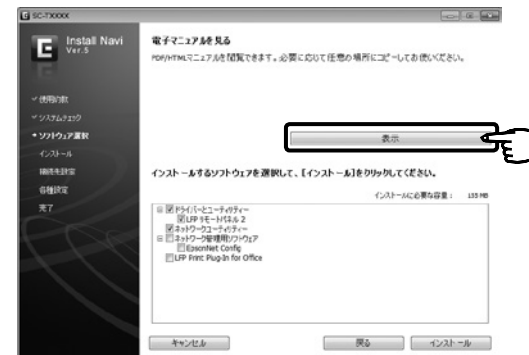 SC-TXXXX
Install Navi
Ver.5
電子マニュアルを見る
PDF/HTMLマニュアルを閲覧できます。必要に応じて任意の場所にコピーしてお使いください。
使用約款
システムチェック
ソフトウェア選択
インストール
接続先設定
各種設定
完了
表示
インストールするソフトウェアを選択して、[インストール]をクリックしてください。
インストールに必要な容量: 133 MB
ドライバーとユーティリティー
LFP リモートパネル 2
ネットワークユーティリティー
ネットワーク管理用ソフトウェア
EpsonNet Config
LFP Print Plug-In for Office
キャンセル
戻る
インストール